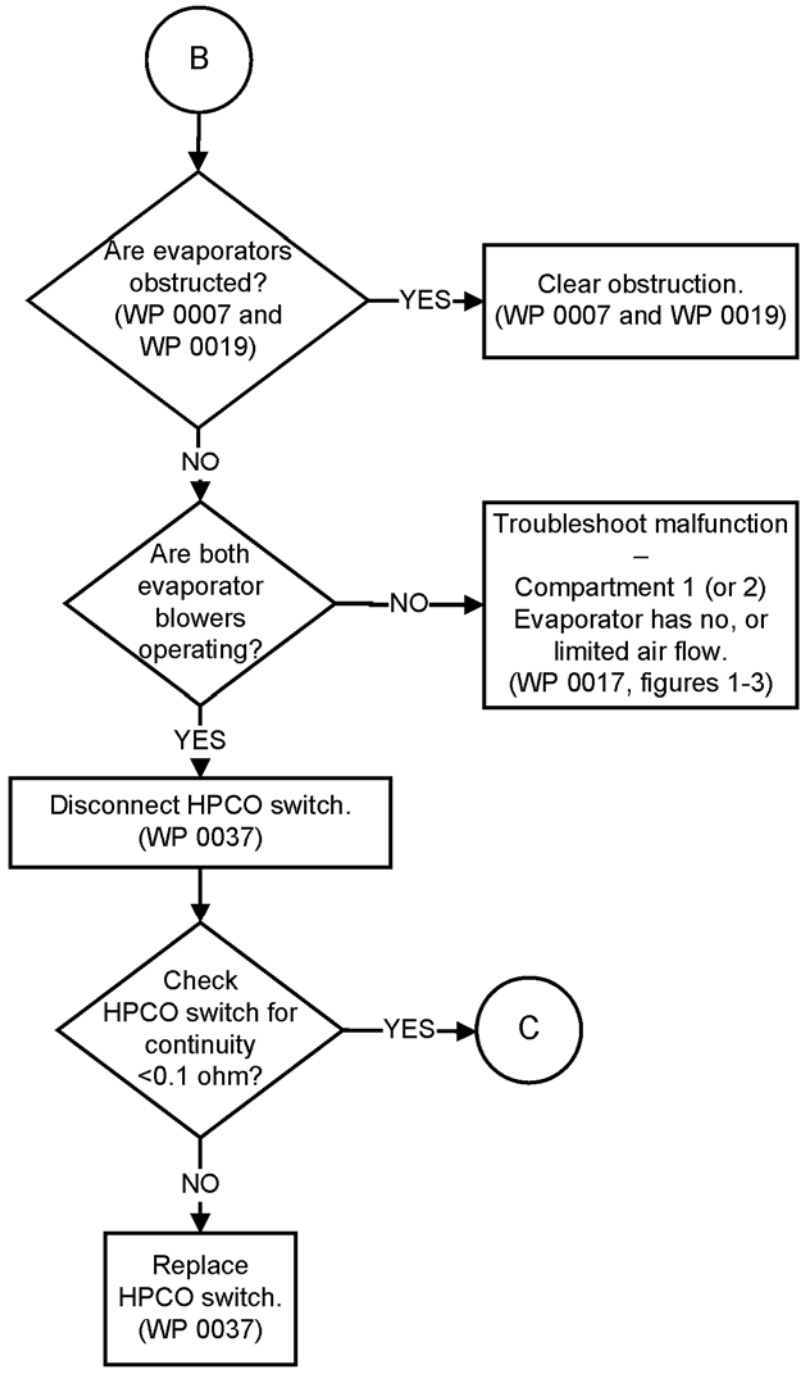 B
Are evaporators
obstructed?
(WP 0007 and
WP 0019)
YES
Clear obstruction.
(WP 0007 and WP 0019)
NO
Are both
evaporator
blowers
operating?
NO
Troubleshoot malfunction
–
Compartment 1 (or 2)
Evaporator has no, or
limited air flow.
(WP 0017, figures 1-3)
YES
Disconnect HPCO switch.
(WP 0037)
Check
HPCO switch for
continuity
<0.1 ohm?
YES
C
NO
Replace
HPCO switch.
(WP 0037)